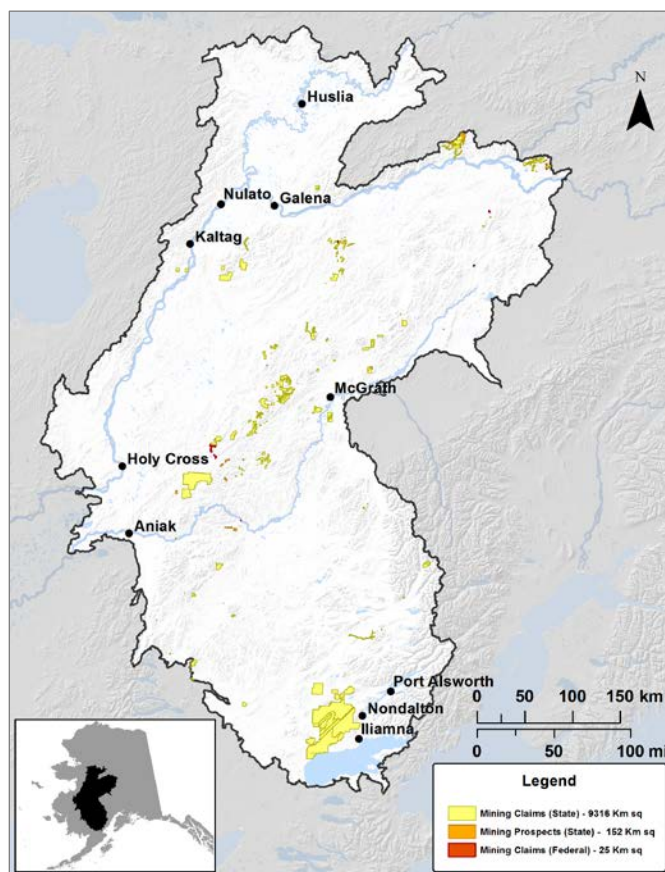 N
Huslia
Nulato
Galena
Kaltag
McGrath
Holy Cross
Aniak
Port Alsworth
Nondalton
Iliamna
0 50 100 150 km
0 50 100 mi
Legend
Mining Claims (State) - 9316 Km sq
Mining Prospects (State) - 152 Km sq
Mining Claims (Federal) - 25 Km sq